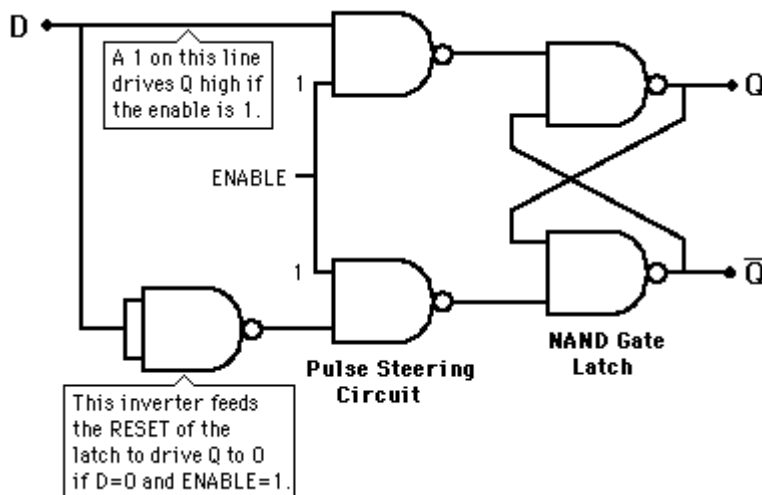 D
A 1 on this line
drives Q high if
the enable is 1.
1
Q
ENABLE
1
Q̅
NAND Gate
Latch
Pulse Steering
Circuit
This inverter feeds
the RESET of the
latch to drive Q to 0
if D=0 and ENABLE=1.